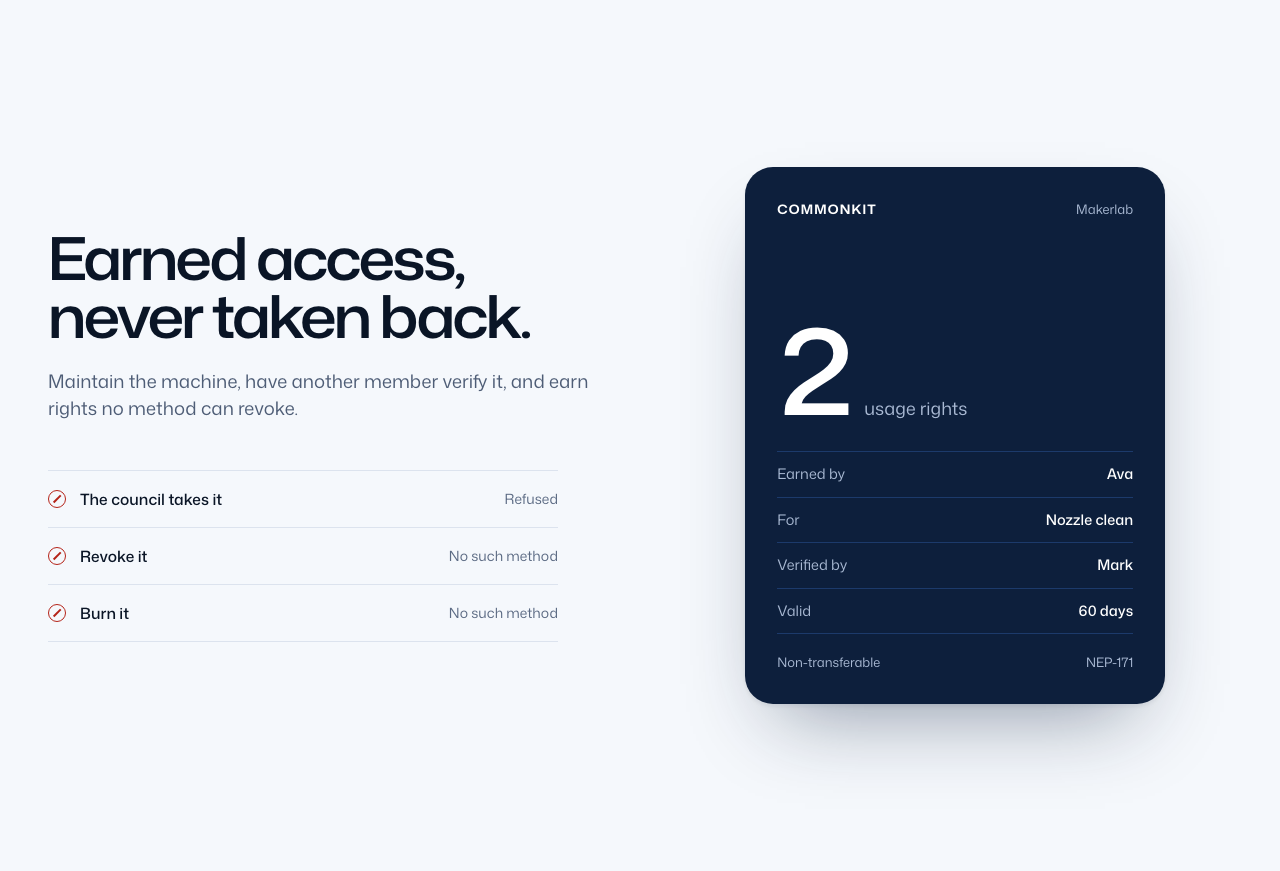 Earned access,
never taken back.
Maintain the machine, have another member verify it, and earn
rights no method can revoke.
The council takes it Refused
Revoke it No such method
Burn it No such method
COMMONKIT Makerlab
2 usage rights
Earned by Ava
For Nozzle clean
Verified by Mark
Valid 60 days
Non-transferable NEP-171